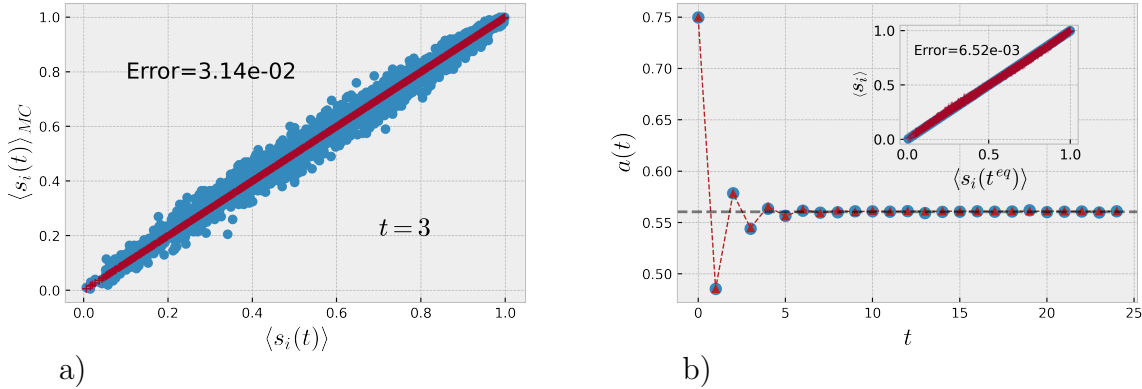 1.0
0.8
0.6
0.4
0.2
0.0
⟨s_i(t)⟩_{MC}
Error=3.14e-02
t = 3
0.0 0.2 0.4 0.6 0.8 1.0
⟨s_i(t)⟩
a)
0.75
0.70
0.65
0.60
0.55
0.50
a(t)
1.0
0.5
0.0
⟨s_i⟩
Error=6.52e-03
0.0 0.5 1.0
⟨s_i(t^{eq})⟩
0 5 10 15 20 25
t
b)